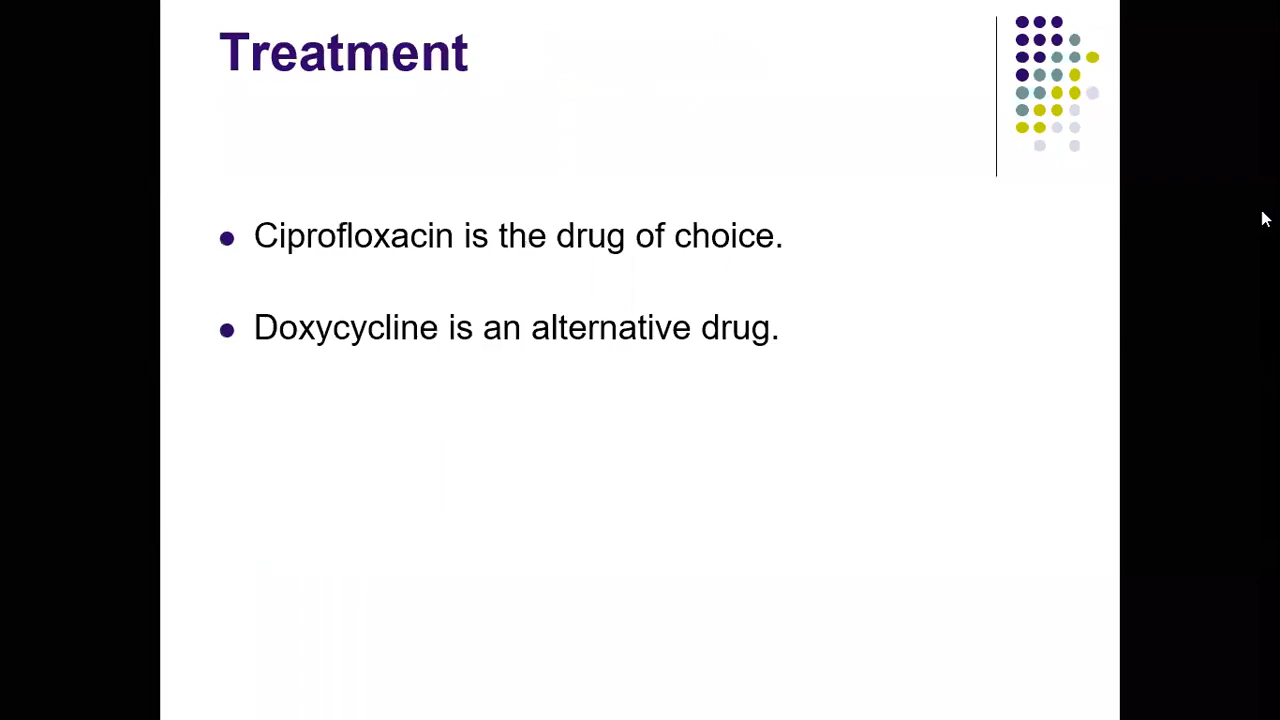 Treatment
Ciprofloxacin is the drug of choice.
Doxycycline is an alternative drug.